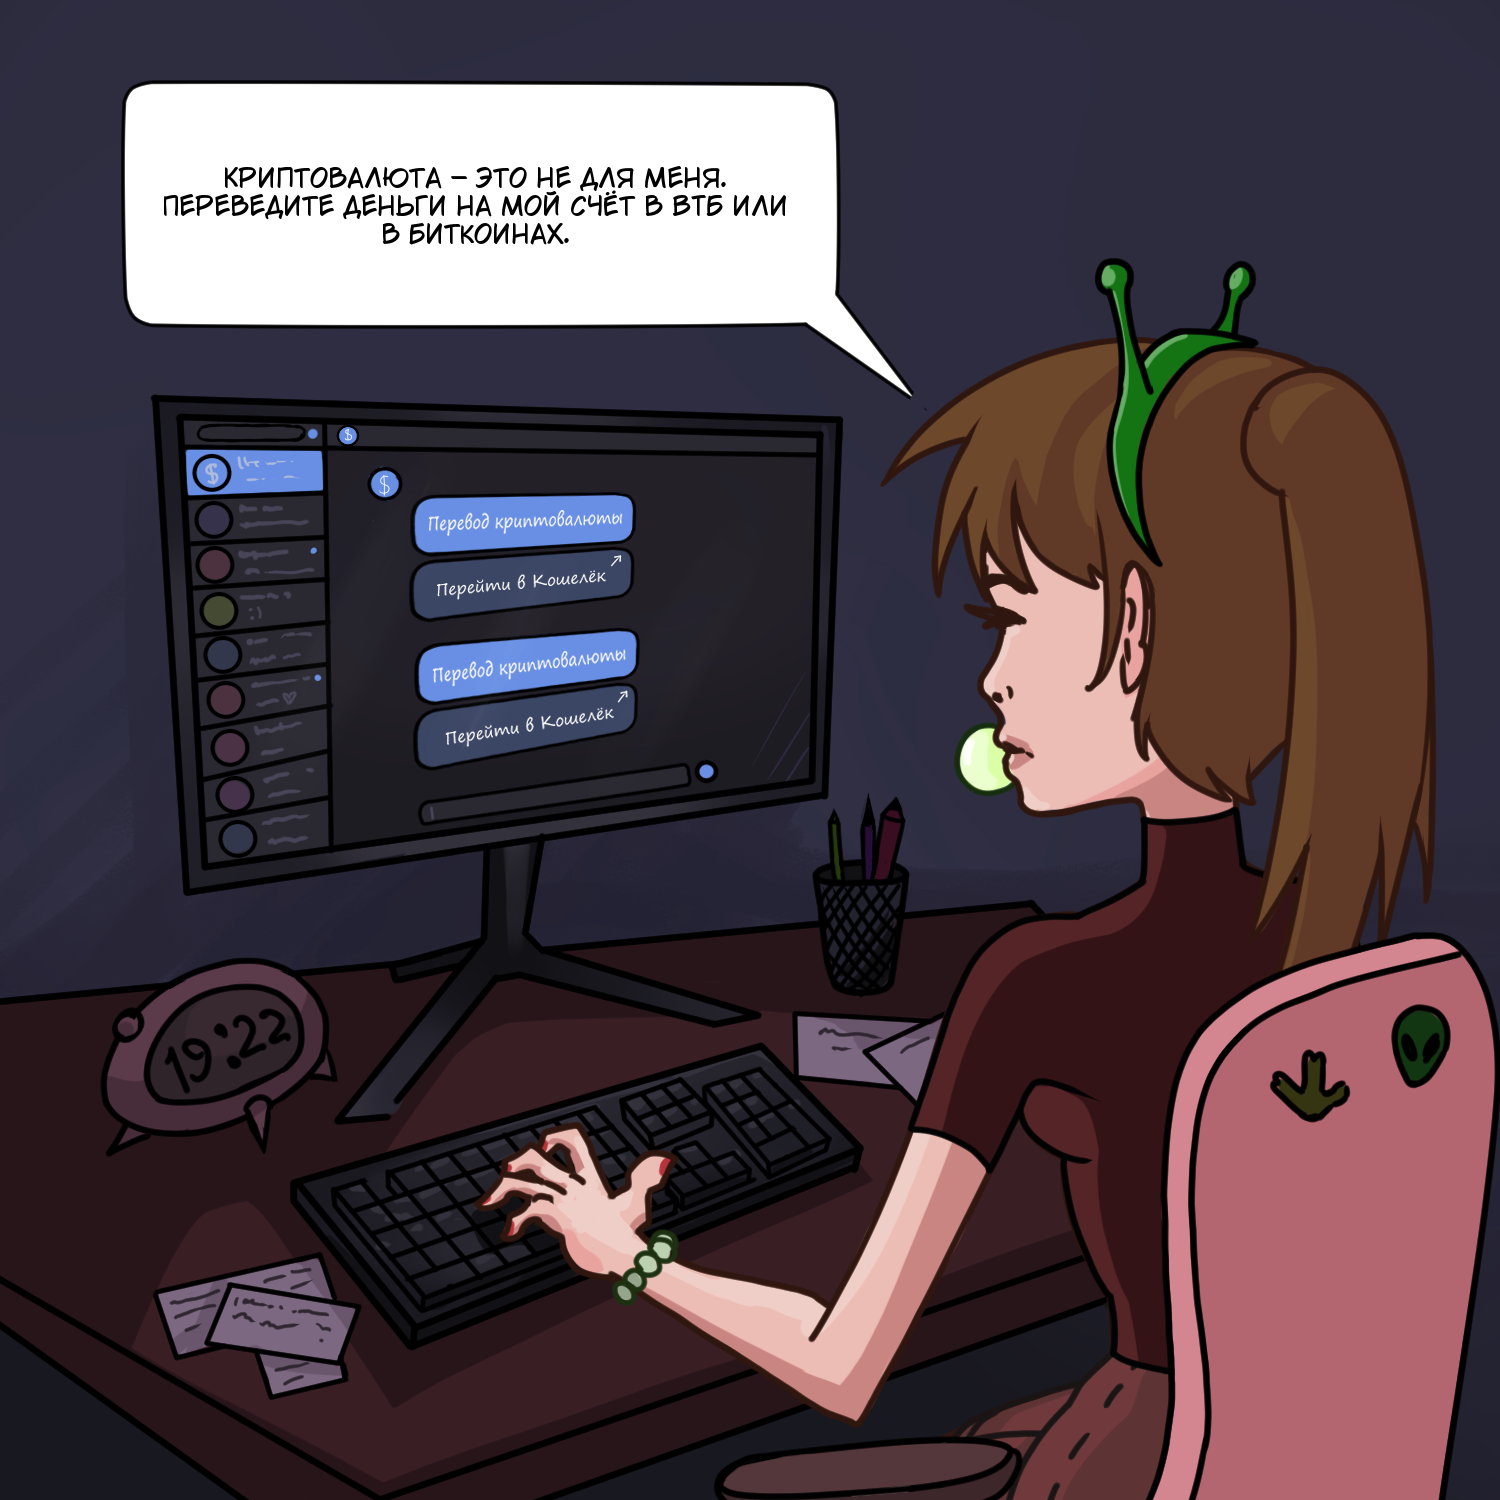 КРИПТОВАЛЮТА – ЭТО НЕ ДЛЯ МЕНЯ.
ПЕРЕВЕДИТЕ ДЕНЬГИ НА МОЙ СЧЁТ В ВТБ ИЛИ
В БИТКОИНАХ.
$
$
$
Перевод криптовалюты
Перейти в Кошелёк
Перевод криптовалюты
Перейти в Кошелёк
:)
19:22